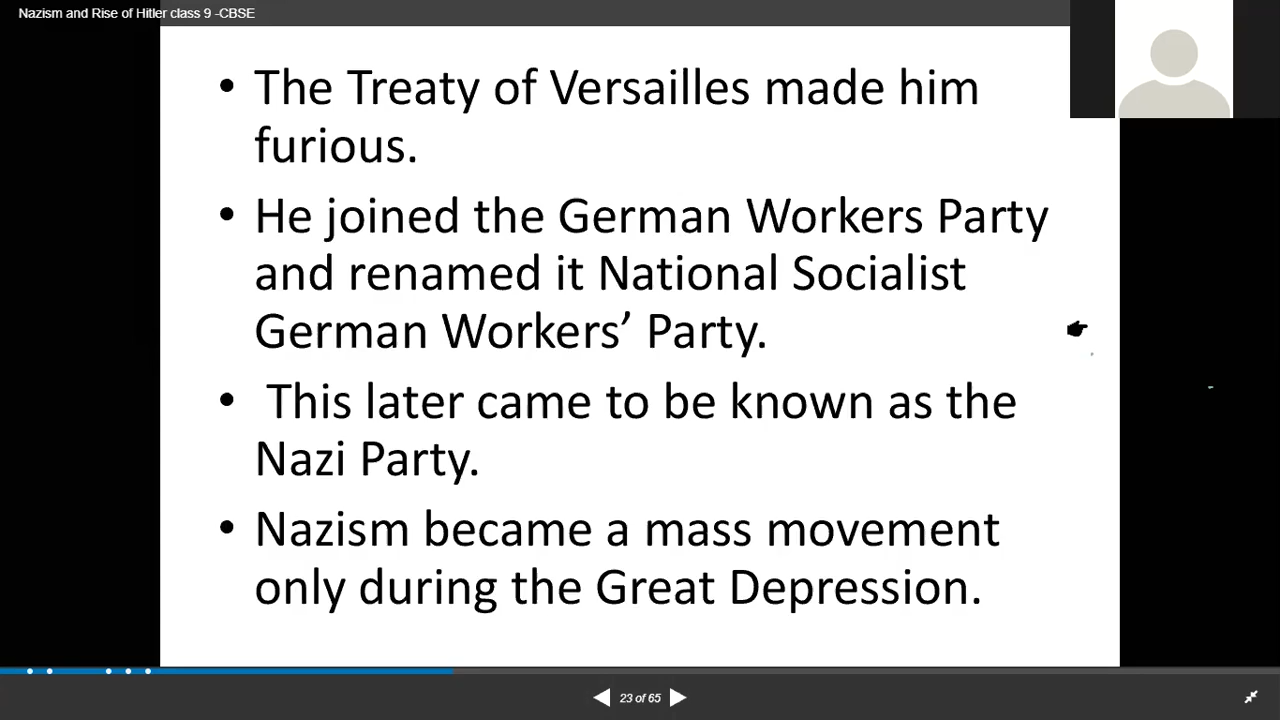 Nazism and Rise of Hitler class 9 -CBSE
• The Treaty of Versailles made him
furious.
• He joined the German Workers Party
and renamed it National Socialist
German Workers’ Party.
• This later came to be known as the
Nazi Party.
• Nazism became a mass movement
only during the Great Depression.
23 of 65